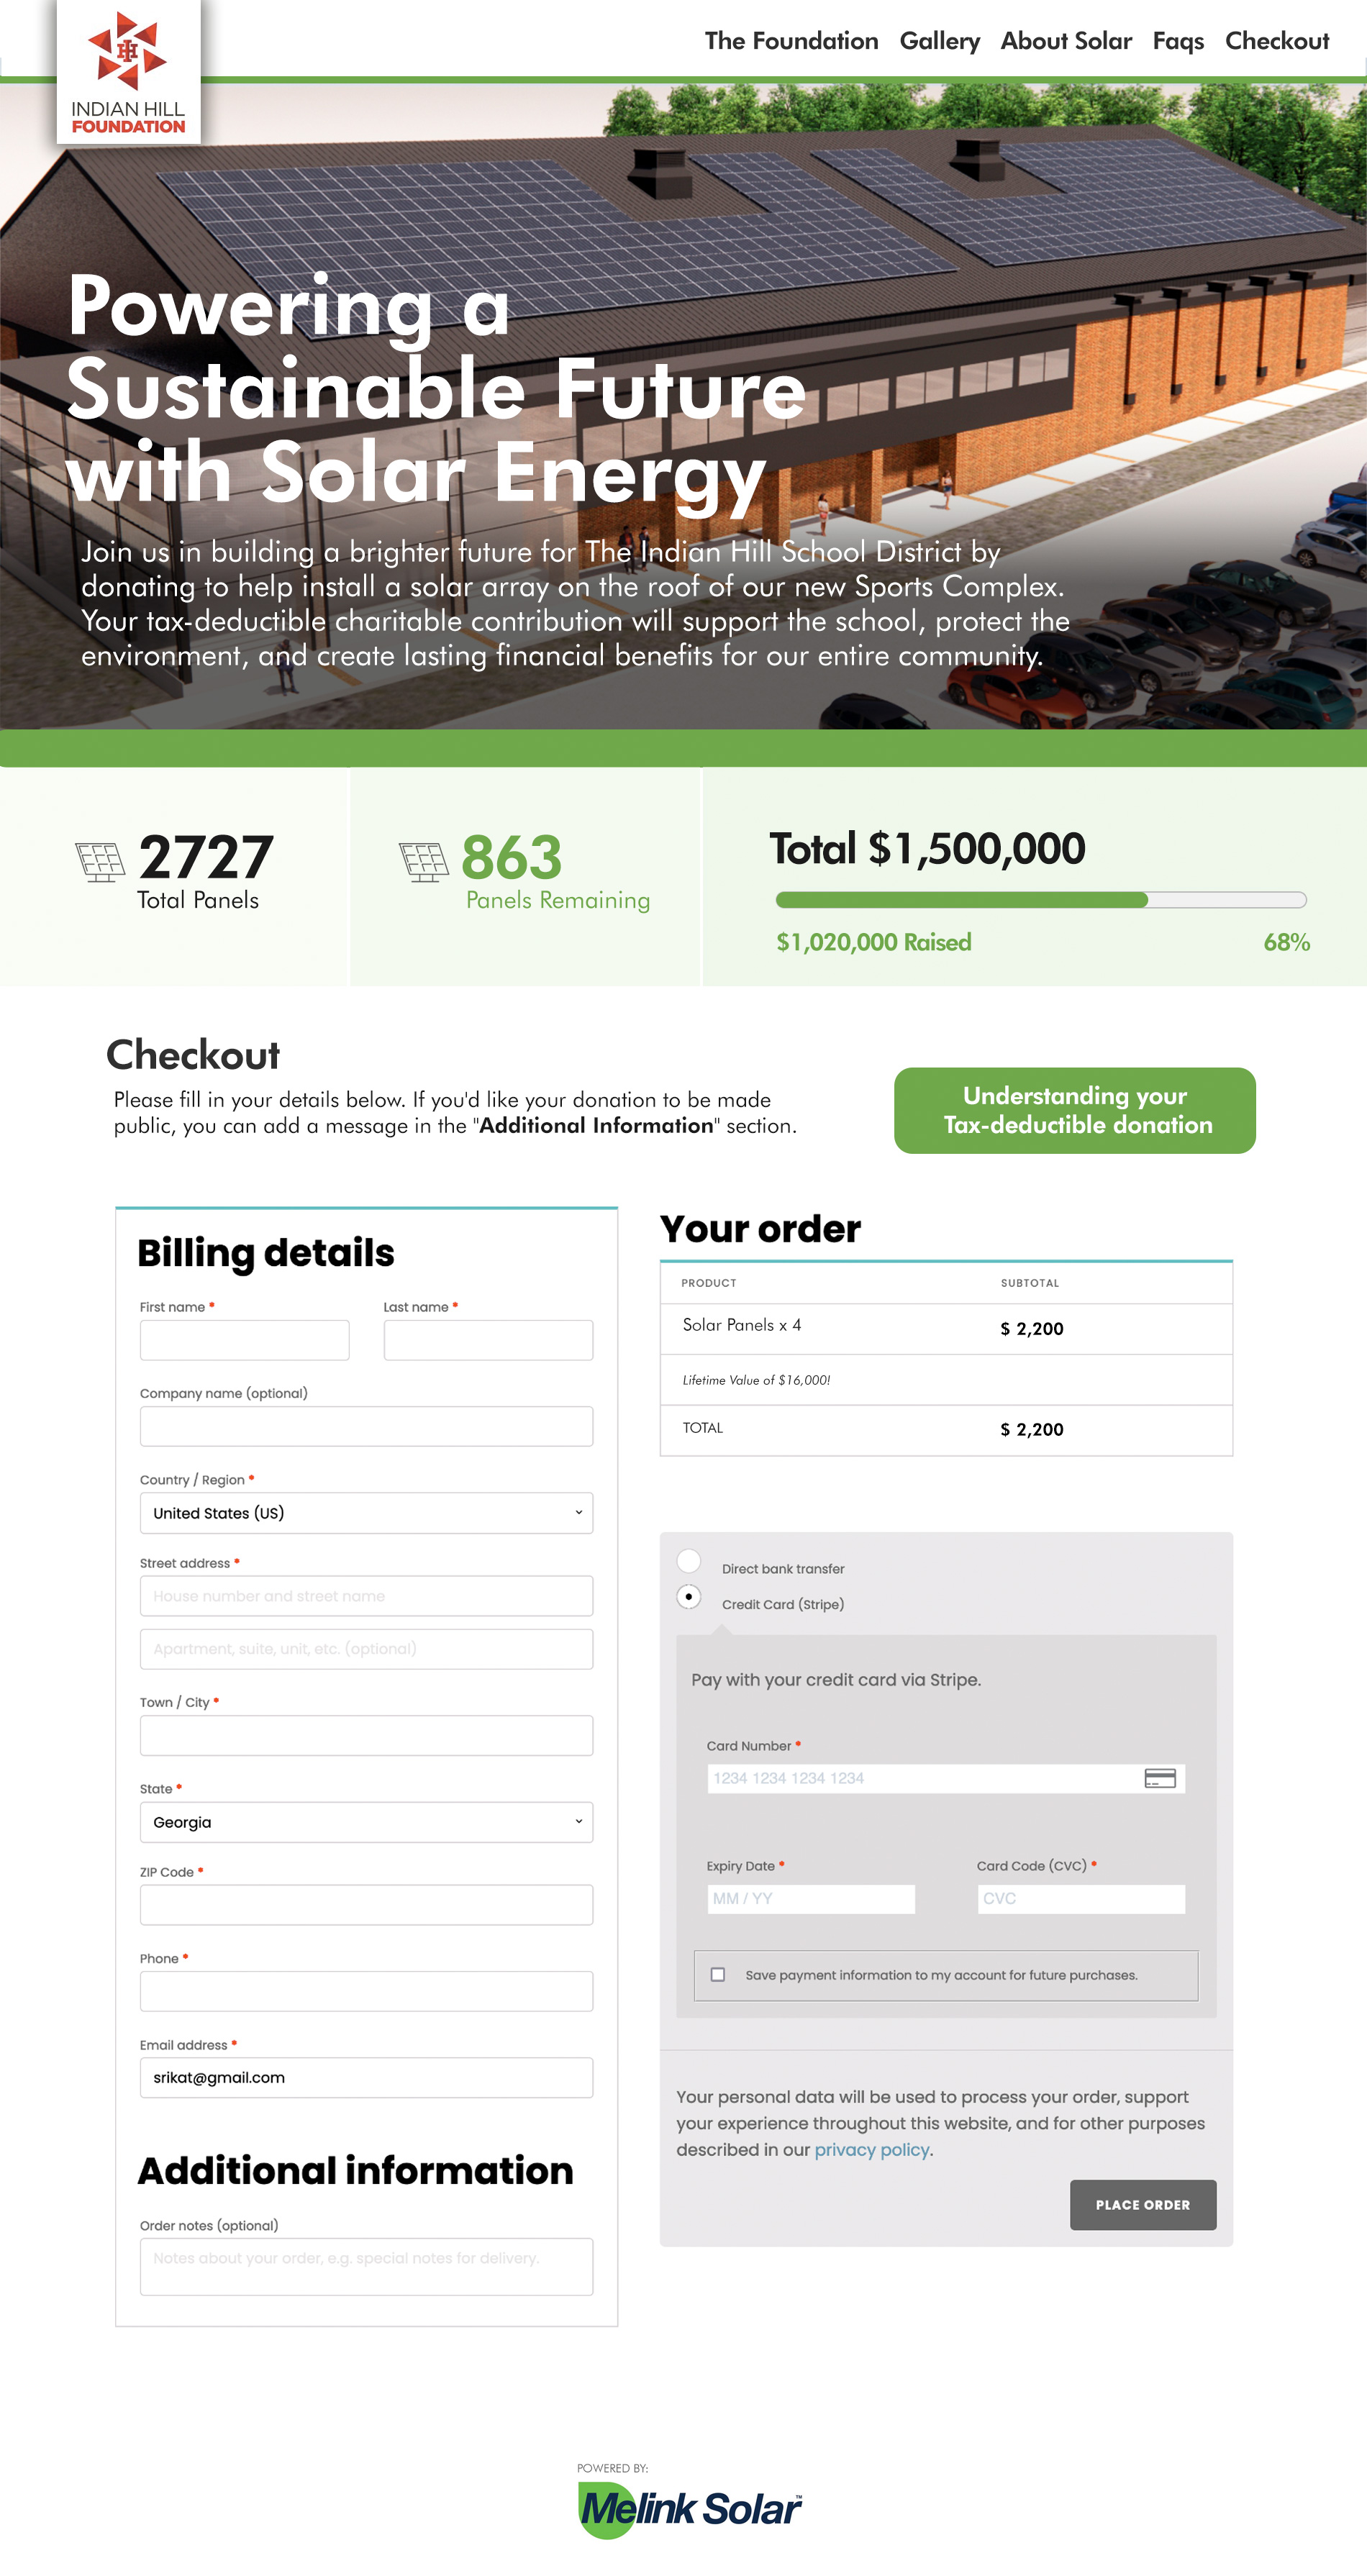 The Foundation Gallery About Solar Faqs Checkout
IH
INDIAN HILL
FOUNDATION
Powering a
Sustainable Future
with Solar Energy
Join us in building a brighter future for The Indian Hill School District by
donating to help install a solar array on the roof of our new Sports Complex.
Your tax-deductible charitable contribution will support the school, protect the
environment, and create lasting financial benefits for our entire community.
2727
Total Panels
863
Panels Remaining
Total $1,500,000
$1,020,000 Raised 68%
Checkout
Please fill in your details below. If you'd like your donation to be made
public, you can add a message in the "Additional Information" section.
Understanding your
Tax-deductible donation
Billing details
First name * Last name *
Company name (optional)
Country / Region *
United States (US)
Street address *
House number and street name
Apartment, suite, unit, etc. (optional)
Town / City *
State *
Georgia
ZIP Code *
Phone *
Email address *
srikat@gmail.com
Additional information
Order notes (optional)
Notes about your order, e.g. special notes for delivery.
Your order
PRODUCT SUBTOTAL
Solar Panels x 4 $ 2,200
Lifetime Value of $16,000!
TOTAL $ 2,200
Direct bank transfer
Credit Card (Stripe)
Pay with your credit card via Stripe.
Card Number *
1234 1234 1234 1234
Expiry Date * Card Code (CVC) *
MM / YY CVC
Save payment information to my account for future purchases.
Your personal data will be used to process your order, support
your experience throughout this website, and for other purposes
described in our privacy policy.
PLACE ORDER
POWERED BY:
Melink Solar™